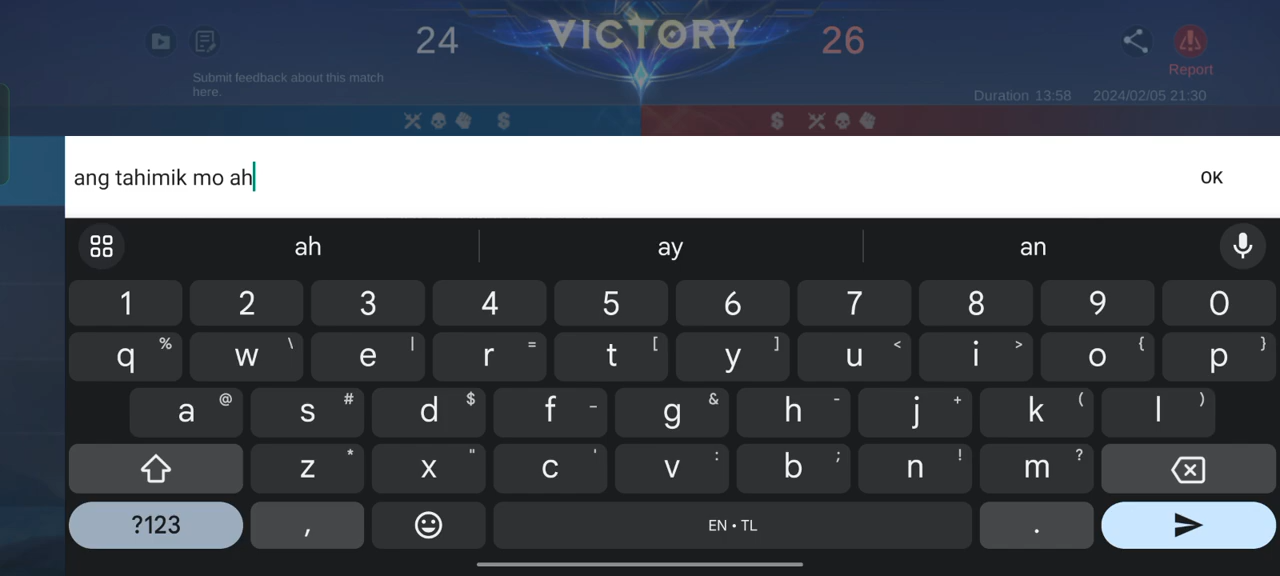 24 VICTORY 26
Submit feedback about this match
here.
Report
Duration 13:58 2024/02/05 21:30
$ $
ang tahimik mo ah OK
ah ay an
1 2 3 4 5 6 7 8 9 0
q % w \ e | r = t [ y ] u < i > o { p }
a @ s # d $ f _ g & h - j + k ( l )
z * x " c ' v : b ; n ! m ?
?123 , EN • TL .